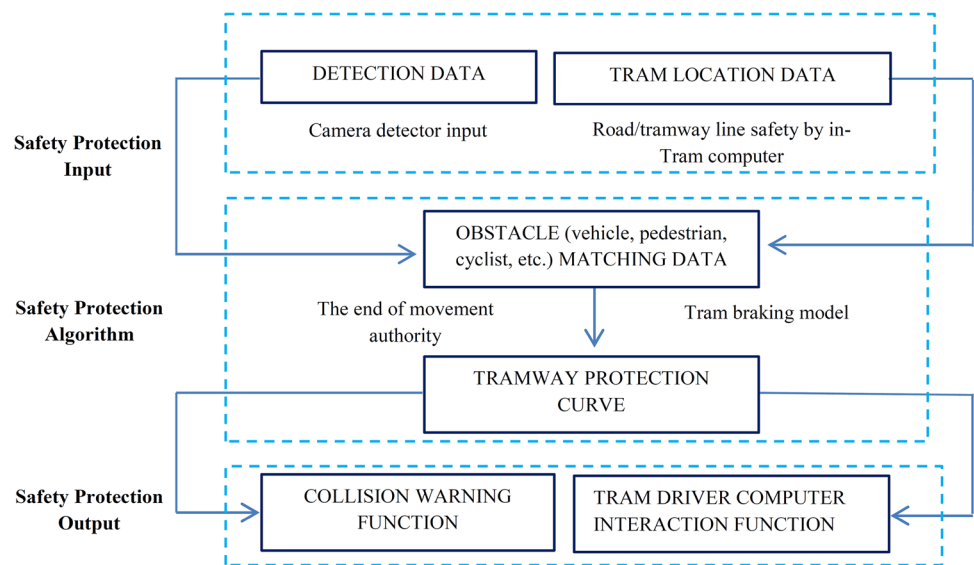 DETECTION DATA
TRAM LOCATION DATA
Camera detector input
Road/tramway line safety by in-
Tram computer
Safety Protection
Input
OBSTACLE (vehicle, pedestrian,
cyclist, etc.) MATCHING DATA
The end of movement
authority
Tram braking model
Safety Protection
Algorithm
TRAMWAY PROTECTION
CURVE
Safety Protection
Output
COLLISION WARNING
FUNCTION
TRAM DRIVER COMPUTER
INTERACTION FUNCTION